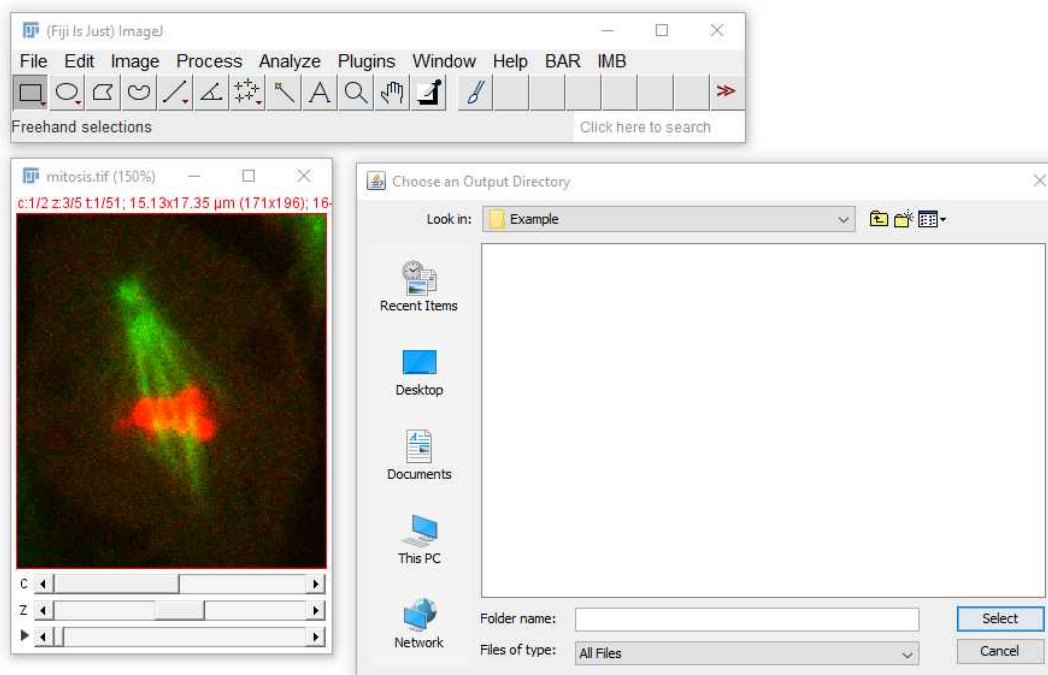 (Fiji Is Just) ImageJ
File Edit Image Process Analyze Plugins Window Help BAR IMB
Freehand selections
Click here to search
mitosis.tif (150%)
c:1/2 z:3/5 t:1/51; 15.13x17.35 µm (171x196); 16-
C
Z
Choose an Output Directory
Look in: Example
Recent Items
Desktop
Documents
This PC
Network
Folder name:
Select
Files of type: All Files
Cancel